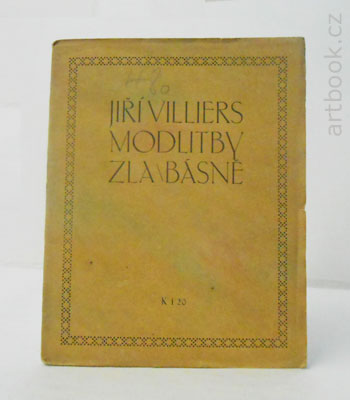 JIŘÍ VILLIERS
MODLITBY
ZLA\BÁSNĚ
K 1˙20
artbook.cz